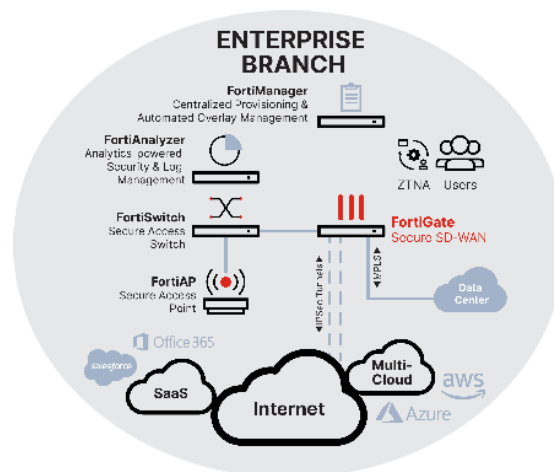 ENTERPRISE
BRANCH
FortiManager
Centralized Provisioning &
Automated Overlay Management
FortiAnalyzer
Analytics-powered
Security & Log
Management
ZTNA
Users
FortiSwitch
Secure Access
Switch
FortiGate
Secure SD-WAN
FortiAP
Secure Access
Point
IPSec Tunnels
MPLS
Data
Center
Office 365
salesforce
SaaS
Internet
Multi-
Cloud
aws
Azure